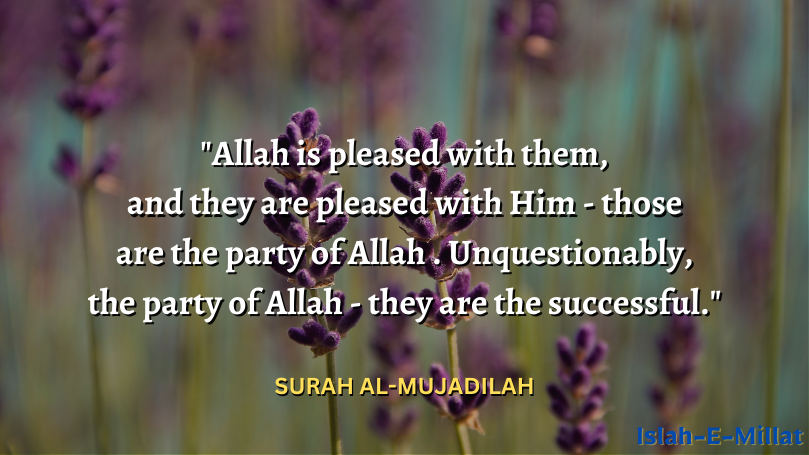 "Allah is pleased with them,
and they are pleased with Him - those
are the party of Allah . Unquestionably,
the party of Allah - they are the successful."
SURAH AL-MUJADILAH
Islah-E-Millat